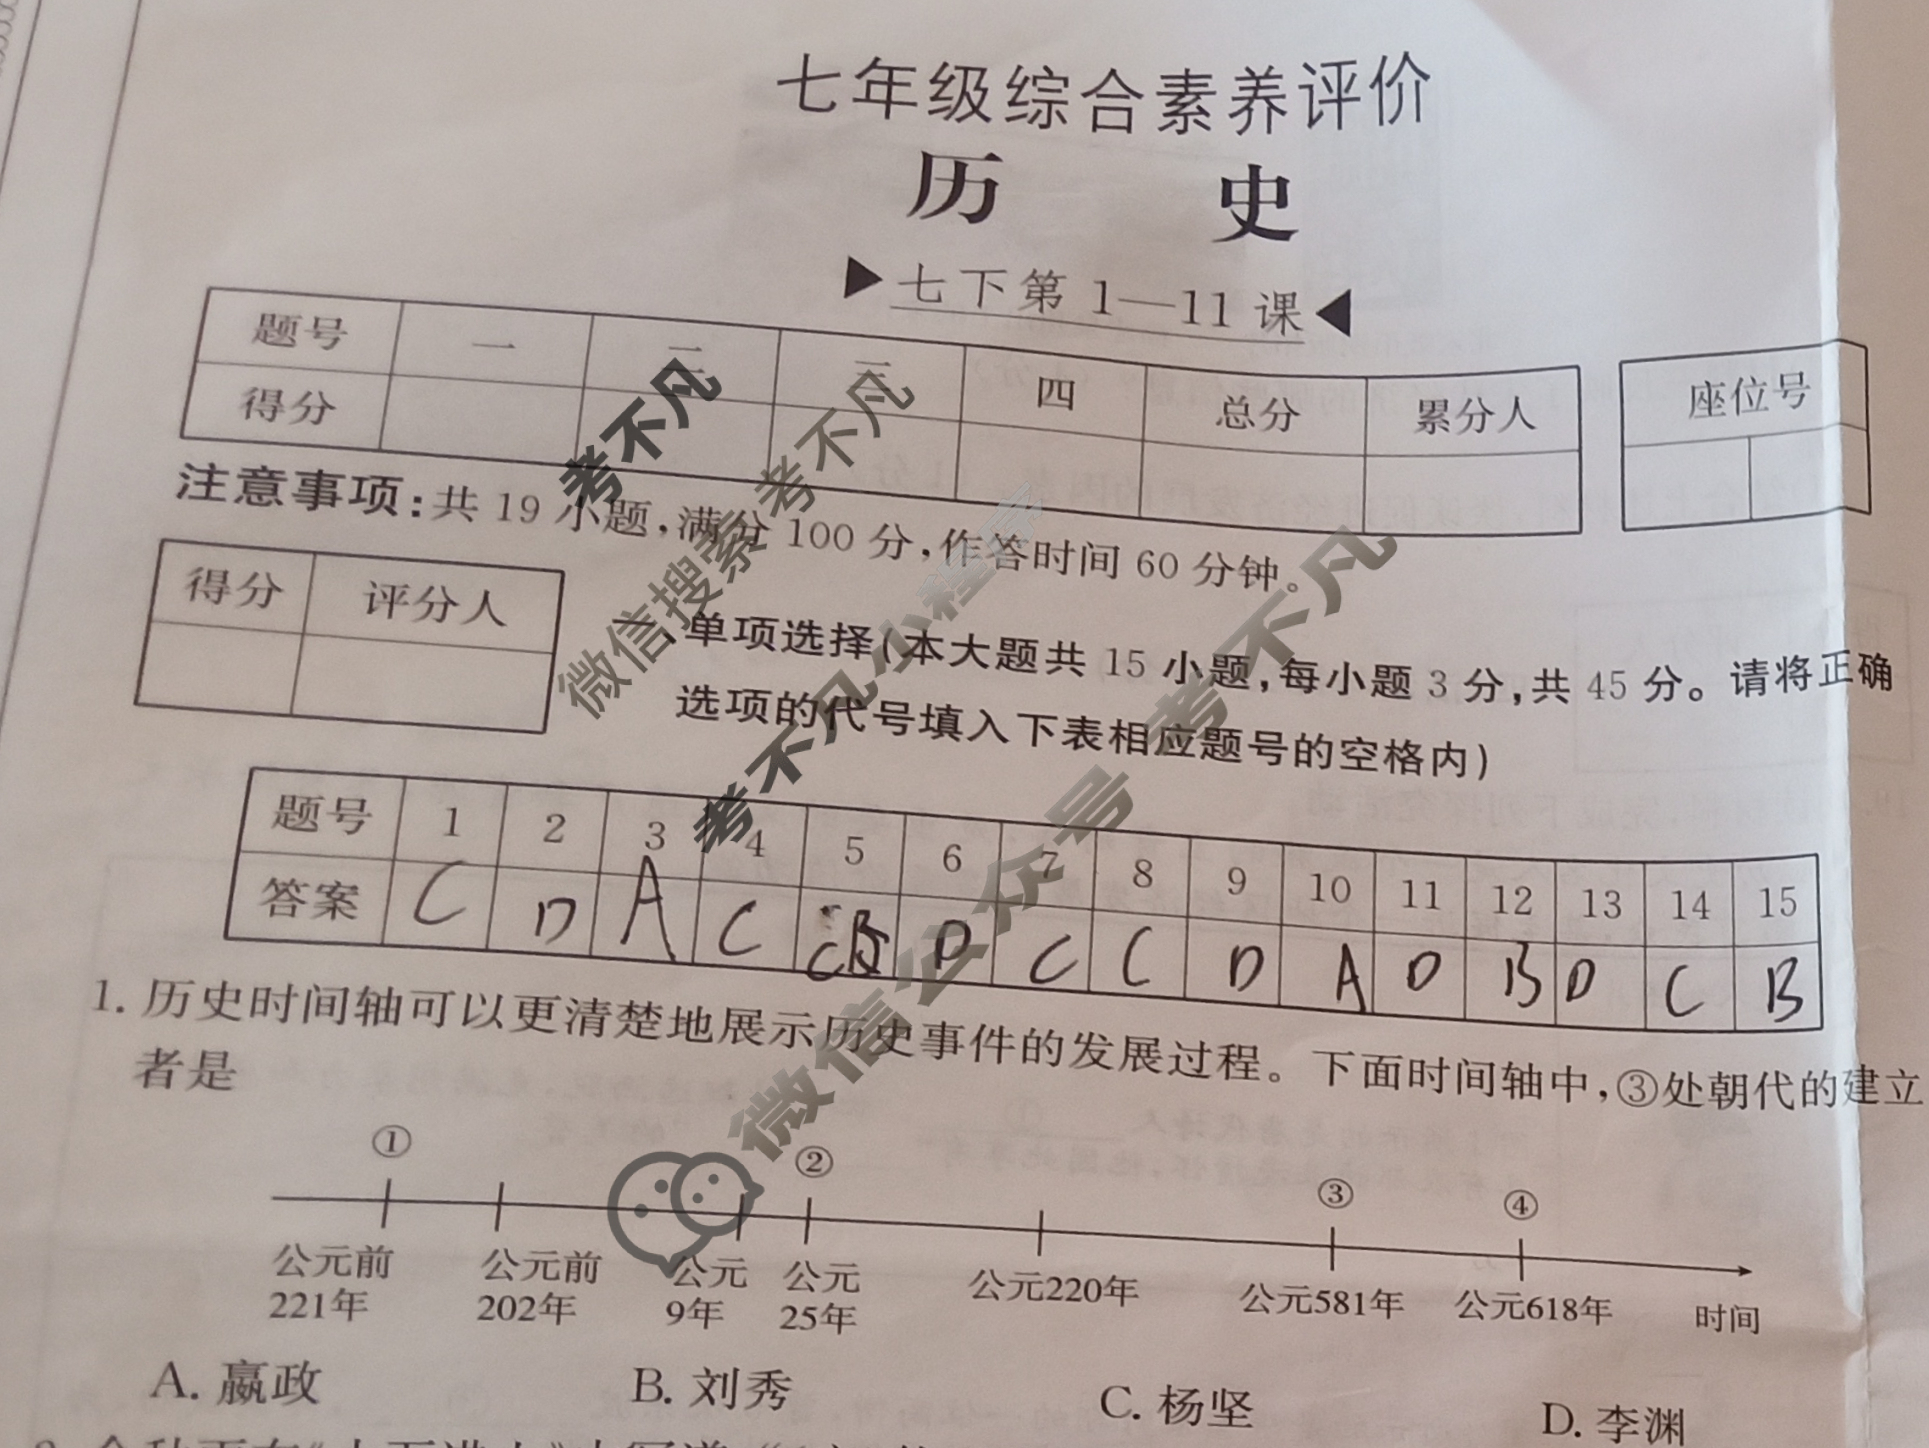 七年级综合素养评价
历 史
▶七下第1—11课◀
题号 一 二 三 四 总分 累分人 座位号
得分
注意事项：共19小题，满分100分，作答时间60分钟。
得分 评分人
一、单项选择(本大题共15小题，每小题3分，共45分。请将正确
选项的代号填入下表相应题号的空格内)
题号 1 2 3 4 5 6 7 8 9 10 11 12 13 14 15
答案 C D A C C D C C D A D B D C B
1. 历史时间轴可以更清楚地展示历史事件的发展过程。下面时间轴中，③处朝代的建立
者是
① ② ③ ④
公元前 公元前 公元 公元
221年 202年 9年 25年 公元220年 公元581年 公元618年 时间
A. 嬴政 B. 刘秀 C. 杨坚 D. 李渊
考不凡
微信搜索 考不凡
考不凡小程序
微信公众号 考不凡